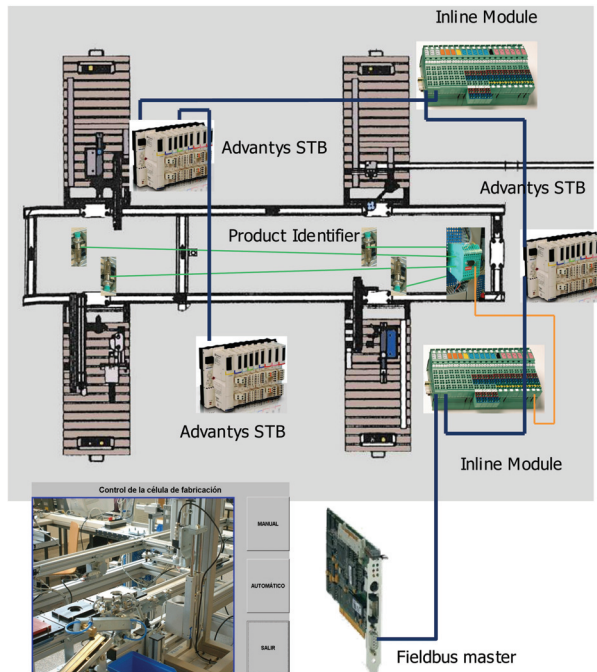 Inline Module
Advantys STB
Advantys STB
Product Identifier
Advantys STB
Inline Module
Control de la célula de fabricación
MANUAL
AUTOMÁTICO
SALIR
Fieldbus master